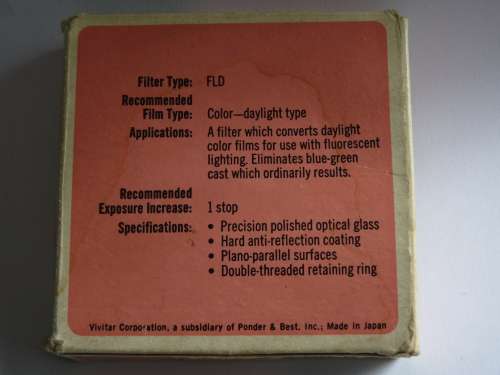 Filter Type: FLD
Recommended
Film Type: Color—daylight type
Applications: A filter which converts daylight
color films for use with fluorescent
lighting. Eliminates blue-green
cast which ordinarily results.
Recommended
Exposure Increase: 1 stop
Specifications: • Precision polished optical glass
• Hard anti-reflection coating
• Plano-parallel surfaces
• Double-threaded retaining ring
Vivitar Corporation, a subsidiary of Ponder & Best, Inc.; Made in Japan